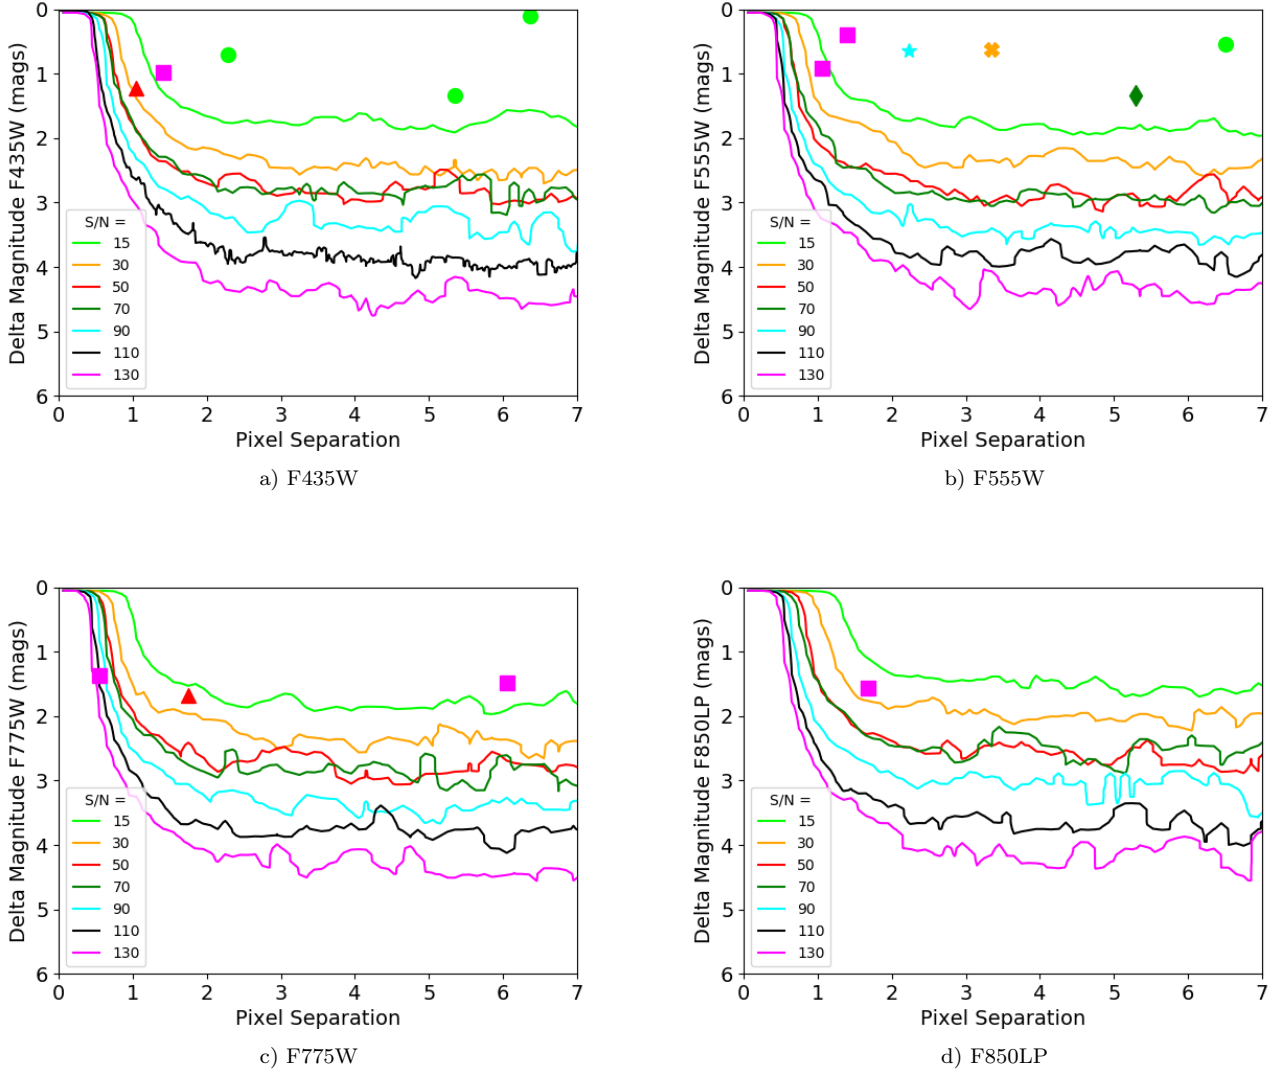 0
1
2
3
4
5
6
Delta Magnitude F435W (mags)
S/N =
15
30
50
70
90
110
130
0 1 2 3 4 5 6 7
Pixel Separation
a) F435W
0
1
2
3
4
5
6
Delta Magnitude F555W (mags)
S/N =
15
30
50
70
90
110
130
0 1 2 3 4 5 6 7
Pixel Separation
b) F555W
0
1
2
3
4
5
6
Delta Magnitude F775W (mags)
S/N =
15
30
50
70
90
110
130
0 1 2 3 4 5 6 7
Pixel Separation
c) F775W
0
1
2
3
4
5
6
Delta Magnitude F850LP (mags)
S/N =
15
30
50
70
90
110
130
0 1 2 3 4 5 6 7
Pixel Separation
d) F850LP